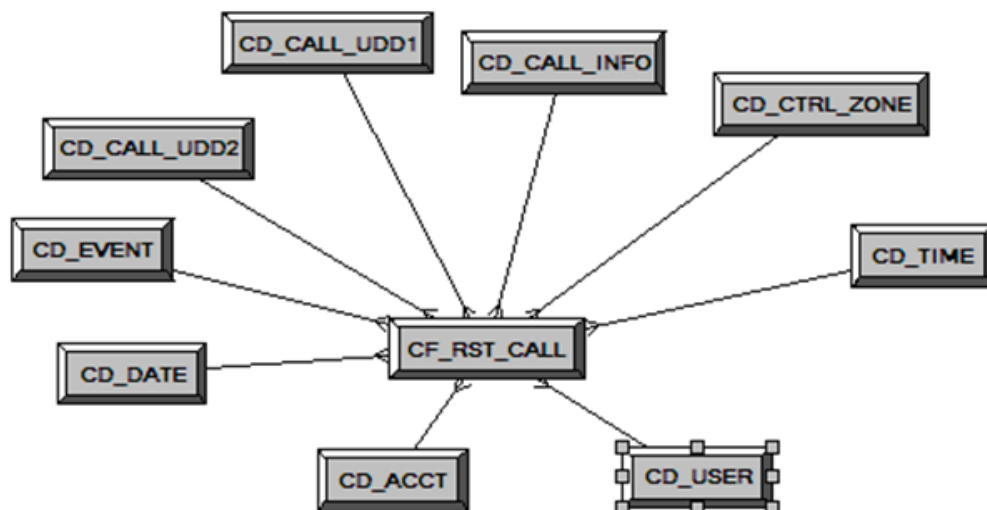 CD_CALL_UDD1
CD_CALL_INFO
CD_CTRL_ZONE
CD_CALL_UDD2
CD_EVENT
CD_TIME
CF_RST_CALL
CD_DATE
CD_ACCT
CD_USER